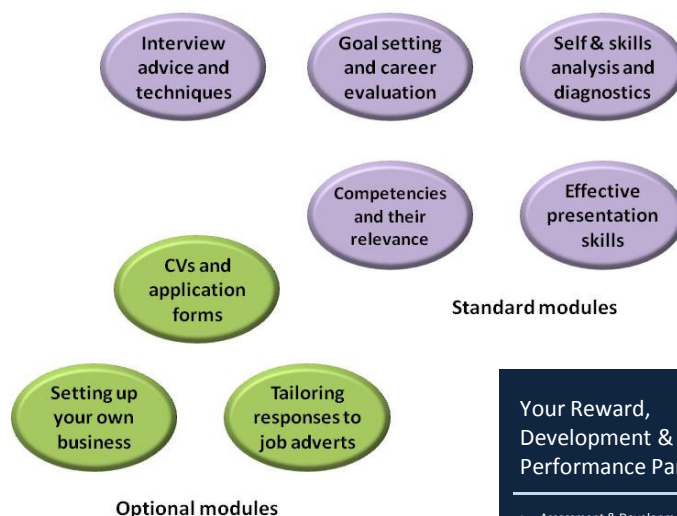 Interview
advice and
techniques
Goal setting
and career
evaluation
Self & skills
analysis and
diagnostics
Competencies
and their
relevance
Effective
presentation
skills
CVs and
application
forms
Standard modules
Setting up
your own
business
Tailoring
responses to
job adverts
Optional modules
Your Reward,
Development &
Performance